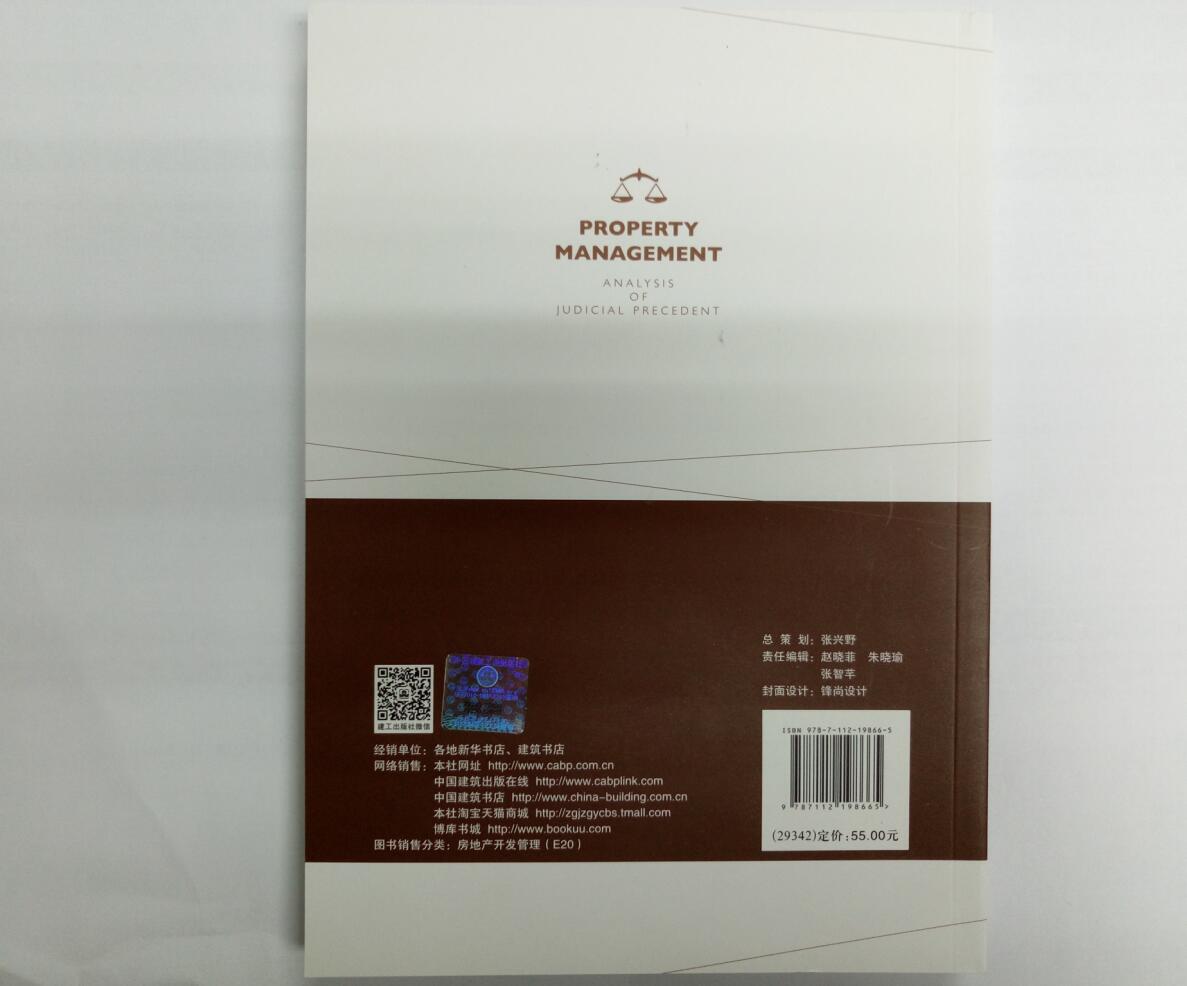 PROPERTY
MANAGEMENT
ANALYSIS
OF
JUDICIAL PRECEDENT
总 策 划：张兴野
责任编辑：赵晓菲 朱晓瑜
张智芊
封面设计：锋尚设计
建工出版社微信
经销单位：各地新华书店、建筑书店
网络销售：本社网址 http://www.cabp.com.cn
中国建筑出版在线 http://www.cabplink.com
中国建筑书店 http://www.china-building.com.cn
本社淘宝天猫商城 http://zgjzgycbs.tmall.com
博库书城 http://www.bookuu.com
图书销售分类：房地产开发管理（E20）
ISBN 978-7-112-19866-5
9 787112 198665>
(29342)定价：55.00元